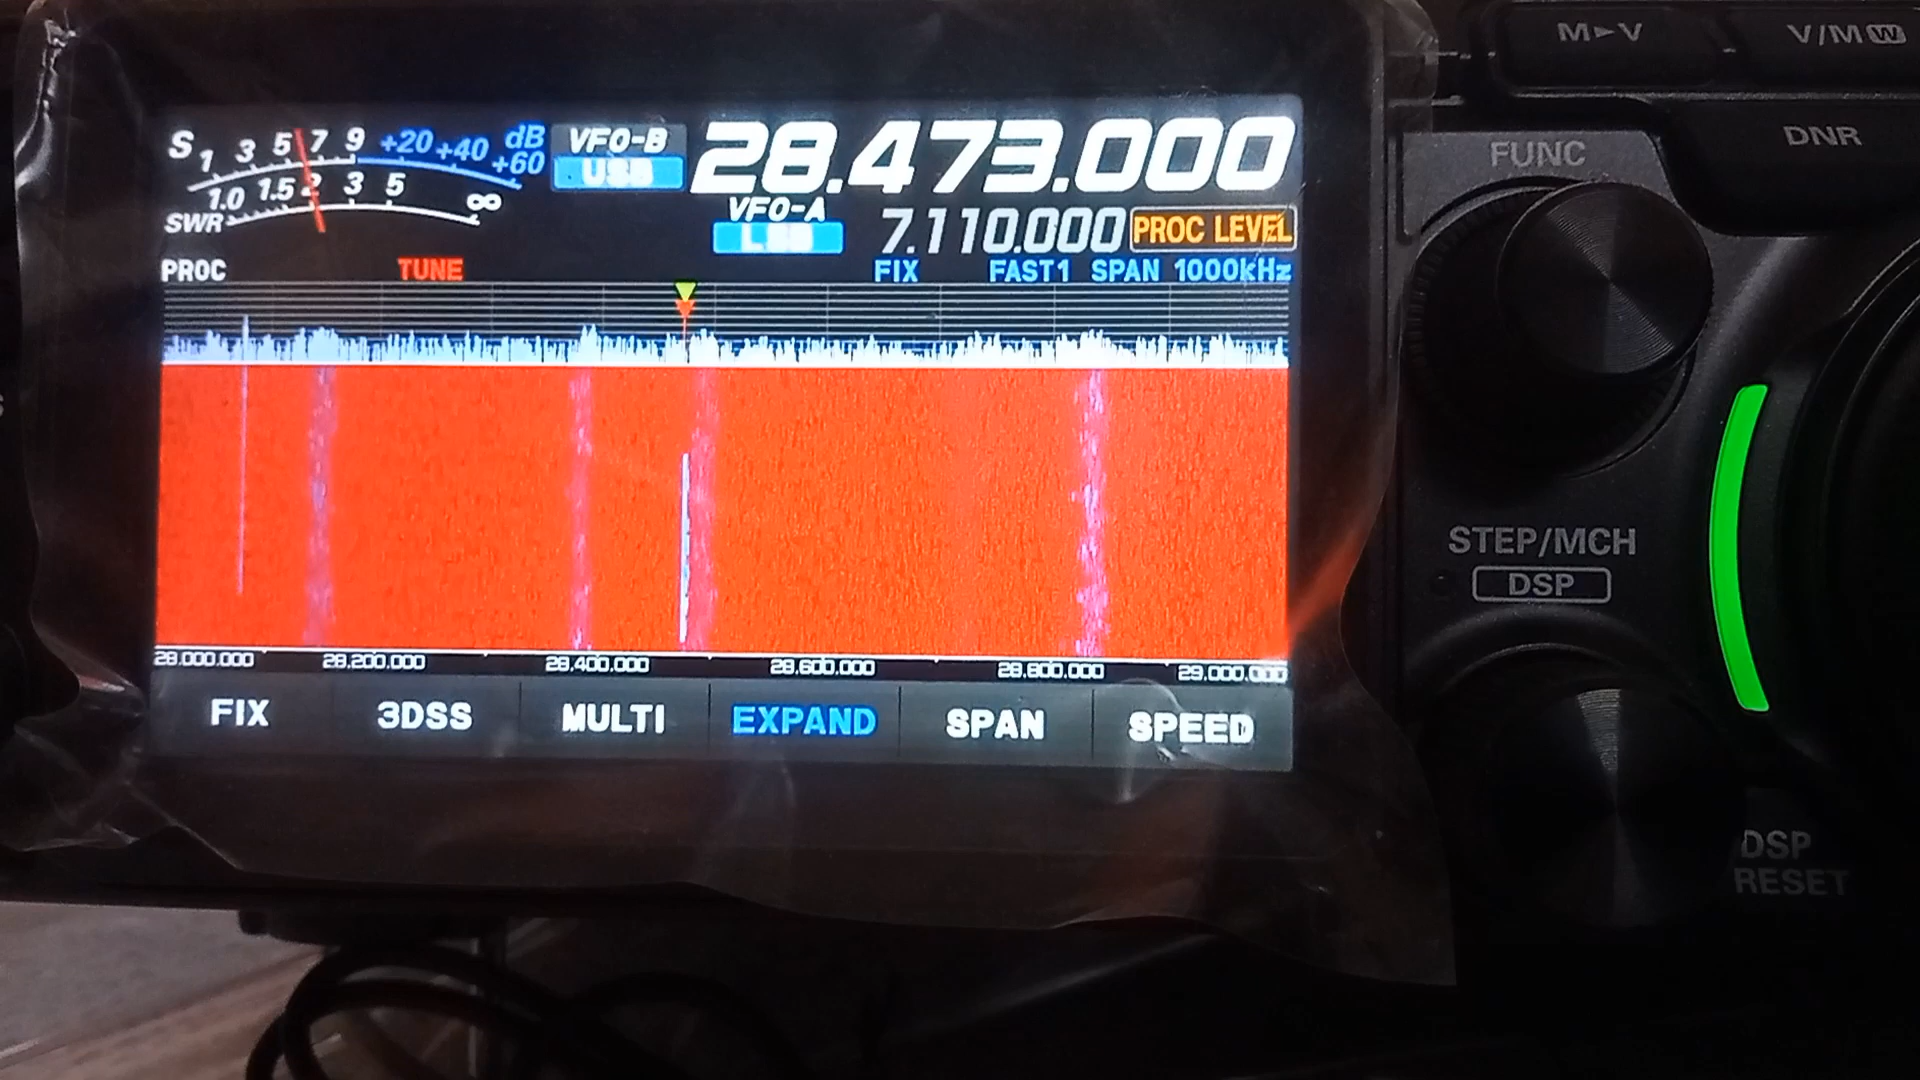 S 1 3 5 7 9 +20 +40 +60 dB
1.0 1.5 2 3 5 ∞
SWR
VFO-B
USB
28.473.000
VFO-A
7.110.000
PROC LEVEL
PROC TUNE FIX FAST1 SPAN 1000kHz
28.000.000 28.200.000 28.400.000 28.600.000 28.800.000 29.000.000
FIX 3DSS MULTI EXPAND SPAN SPEED
M►V
V/M W
DNR
FUNC
STEP/MCH
DSP
DSP
RESET